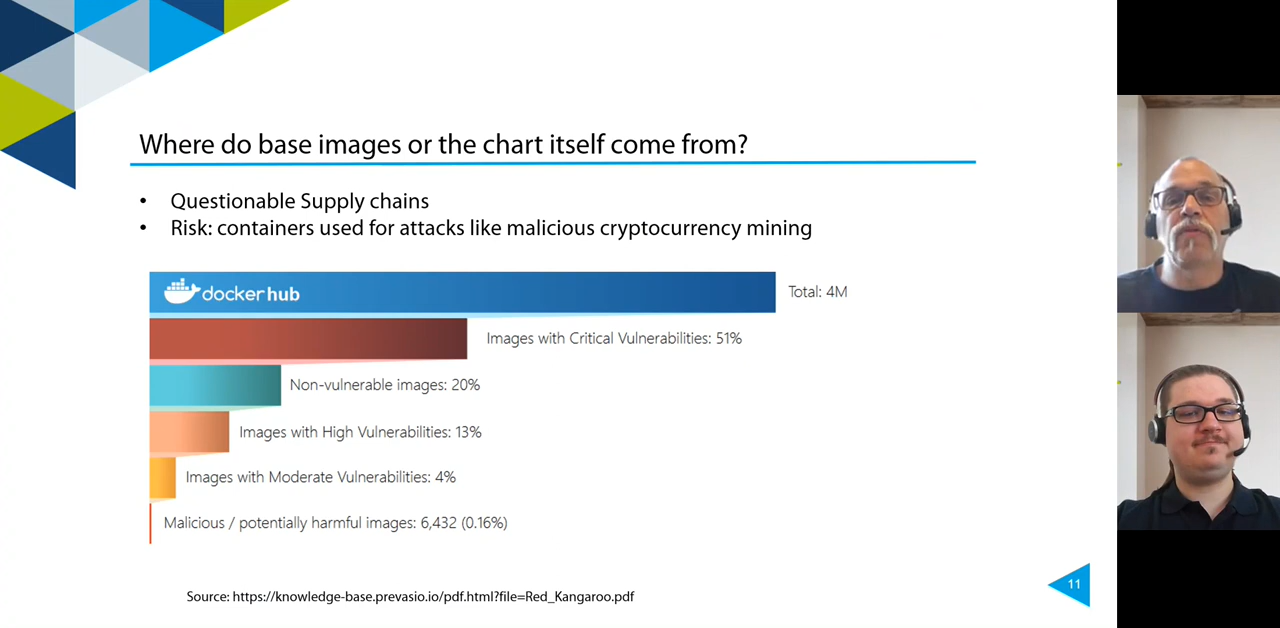 Where do base images or the chart itself come from?
• Questionable Supply chains
• Risk: containers used for attacks like malicious cryptocurrency mining
docker hub
Total: 4M
Images with Critical Vulnerabilities: 51%
Non-vulnerable images: 20%
Images with High Vulnerabilities: 13%
Images with Moderate Vulnerabilities: 4%
Malicious / potentially harmful images: 6,432 (0.16%)
11
Source: https://knowledge-base.prevasio.io/pdf.html?file=Red_Kangaroo.pdf